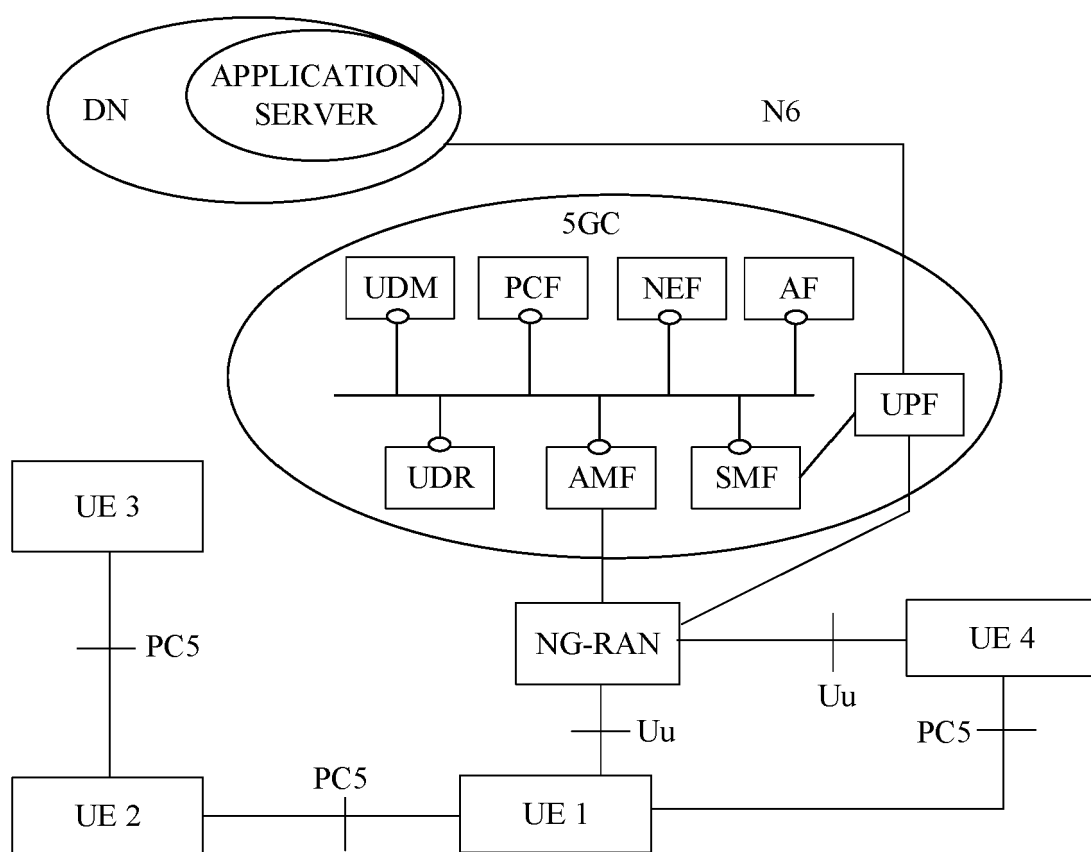 APPLICATION
SERVER
DN
N6
5GC
UDM
PCF
NEF
AF
UPF
UDR
AMF
SMF
UE 3
PC5
NG-RAN
UE 4
Uu
Uu
PC5
PC5
UE 2
UE 1